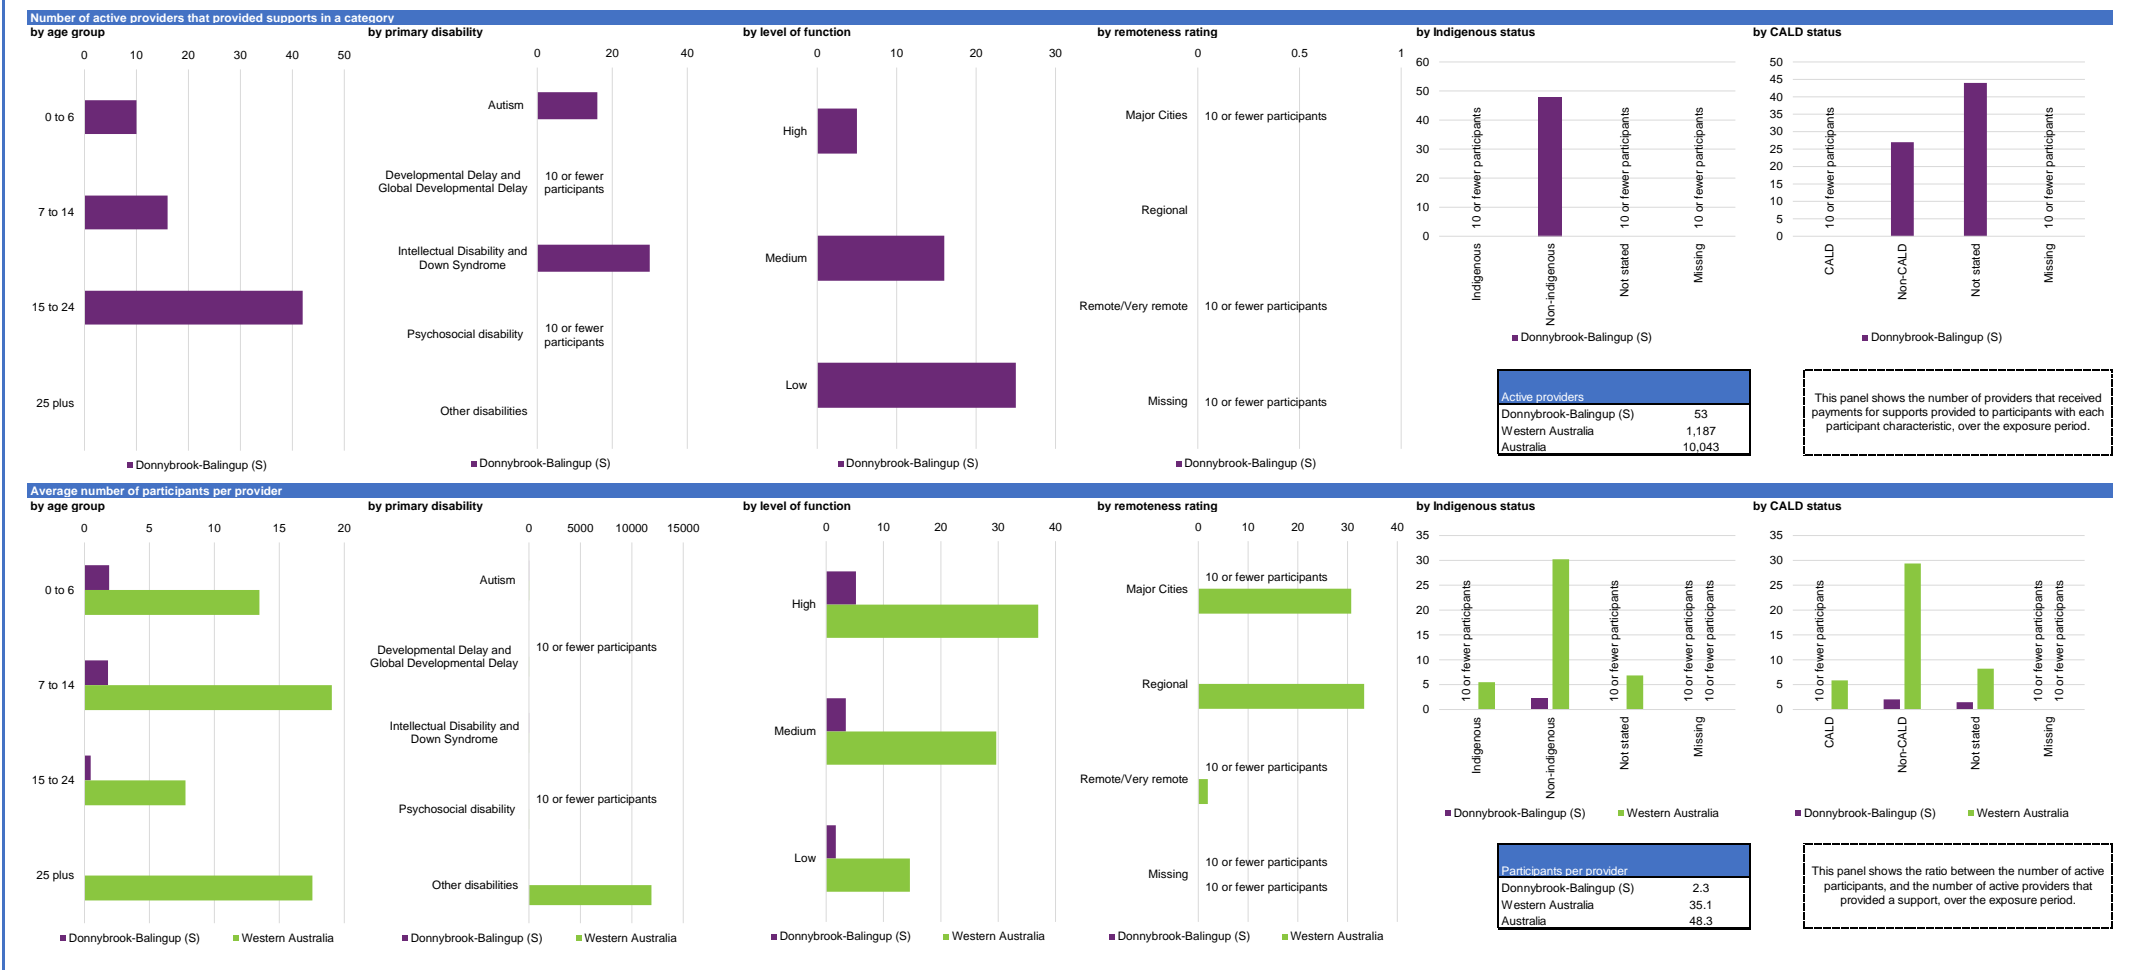 Number of active providers that provided supports in a category
by age group
0 10 20 30 40 50
0 to 6
7 to 14
15 to 24
25 plus
Donnybrook-Balingup (S)
by primary disability
0 20 40
Autism
Developmental Delay and
Global Developmental Delay
10 or fewer
participants
Intellectual Disability and
Down Syndrome
Psychosocial disability
10 or fewer
participants
Other disabilities
Donnybrook-Balingup (S)
by level of function
0 10 20 30
High
Medium
Low
Donnybrook-Balingup (S)
by remoteness rating
0 0.5 1
Major Cities 10 or fewer participants
Regional
Remote/Very remote 10 or fewer participants
Missing 10 or fewer participants
Donnybrook-Balingup (S)
by Indigenous status
60
50
40
30
20
10
0
10 or fewer participants
10 or fewer participants
10 or fewer participants
Indigenous
Non-indigenous
Not stated
Missing
Donnybrook-Balingup (S)
by CALD status
50
45
40
35
30
25
20
15
10
5
0
10 or fewer participants
10 or fewer participants
CALD
Non-CALD
Not stated
Missing
Donnybrook-Balingup (S)
Active providers
Donnybrook-Balingup (S) 53
Western Australia 1,187
Australia 10,043
This panel shows the number of providers that received
payments for supports provided to participants with each
participant characteristic, over the exposure period.
Average number of participants per provider
by age group
0 5 10 15 20
0 to 6
7 to 14
15 to 24
25 plus
Donnybrook-Balingup (S) Western Australia
by primary disability
0 5000 10000 15000
Autism
Developmental Delay and
Global Developmental Delay
10 or fewer participants
Intellectual Disability and
Down Syndrome
Psychosocial disability
10 or fewer participants
Other disabilities
Donnybrook-Balingup (S) Western Australia
by level of function
0 10 20 30 40
High
Medium
Low
Donnybrook-Balingup (S) Western Australia
by remoteness rating
0 10 20 30 40
Major Cities
10 or fewer participants
Regional
Remote/Very remote
10 or fewer participants
Missing
10 or fewer participants
10 or fewer participants
Donnybrook-Balingup (S) Western Australia
by Indigenous status
35
30
25
20
15
10
5
0
10 or fewer participants
10 or fewer participants
10 or fewer participants
10 or fewer participants
Indigenous
Non-indigenous
Not stated
Missing
Donnybrook-Balingup (S) Western Australia
by CALD status
35
30
25
20
15
10
5
0
10 or fewer participants
10 or fewer participants
10 or fewer participants
CALD
Non-CALD
Not stated
Missing
Donnybrook-Balingup (S) Western Australia
Participants per provider
Donnybrook-Balingup (S) 2.3
Western Australia 35.1
Australia 48.3
This panel shows the ratio between the number of active
participants, and the number of active providers that
provided a support, over the exposure period.